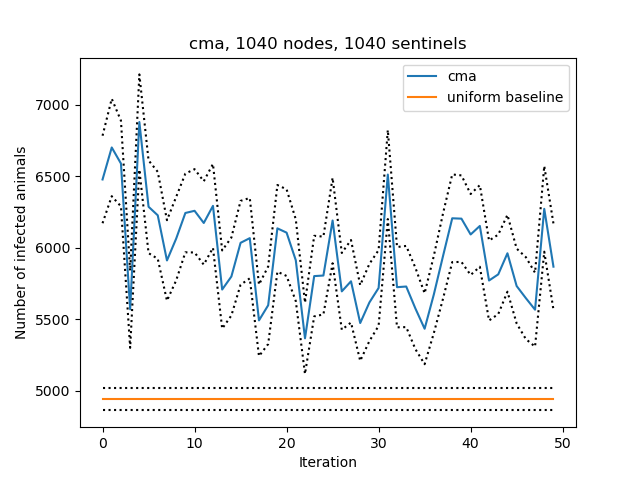 cma, 1040 nodes, 1040 sentinels
cma
uniform baseline
Number of infected animals
7000
6500
6000
5500
5000
0 10 20 30 40 50
Iteration